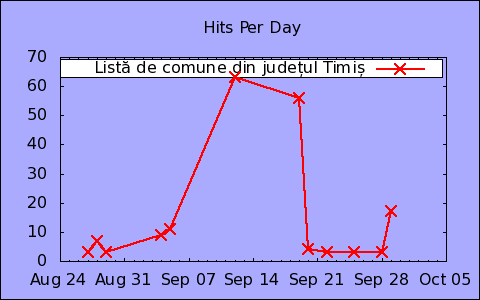 Hits Per Day
70
Listă de comune din județul Timiș
60
50
40
30
20
10
0
Aug 24 Aug 31 Sep 07 Sep 14 Sep 21 Sep 28 Oct 05